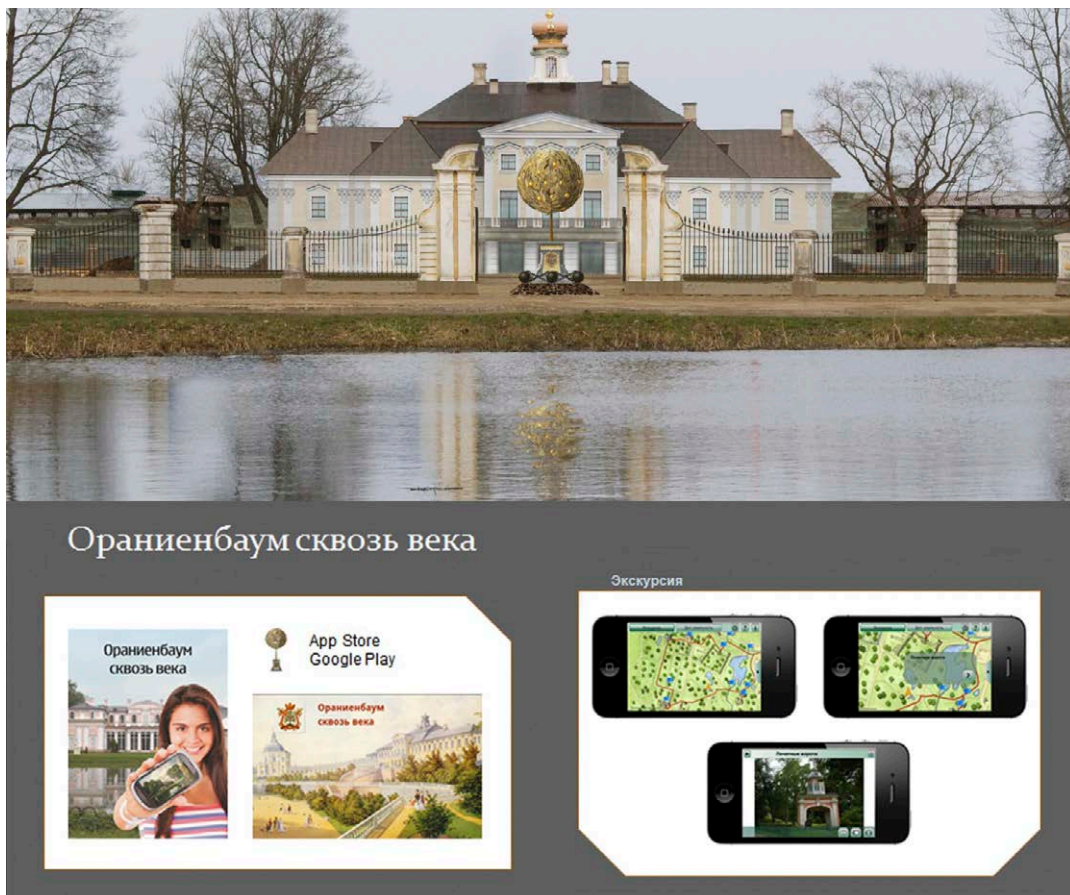 Ораниенбаум сквозь века
Ораниенбаум
сквозь века
App Store
Google Play
Ораниенбаум
сквозь века
Экскурсия